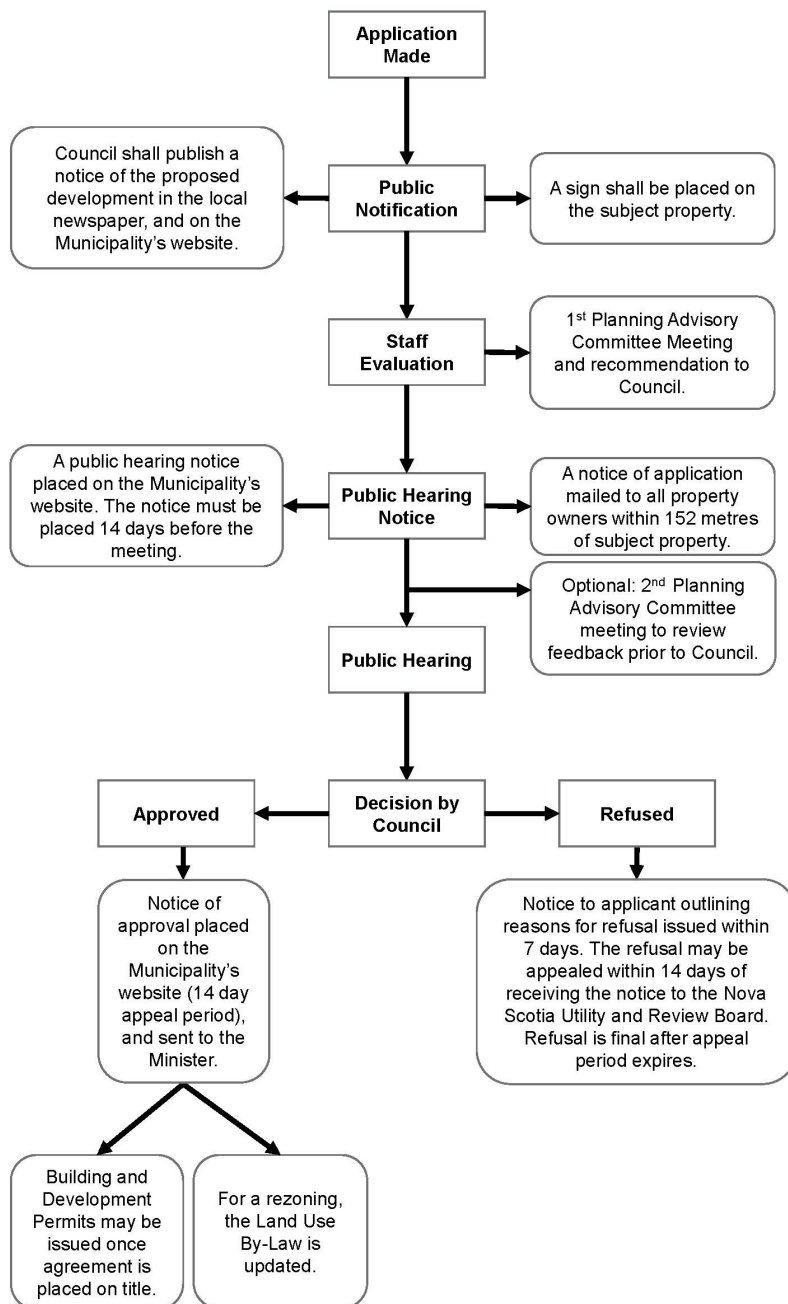 Application
Made
Council shall publish a
notice of the proposed
development in the local
newspaper, and on the
Municipality's website.
Public
Notification
A sign shall be placed on
the subject property.
Staff
Evaluation
1st Planning Advisory
Committee Meeting
and recommendation to
Council.
A public hearing notice
placed on the Municipality's
website. The notice must be
placed 14 days before the
meeting.
Public Hearing
Notice
A notice of application
mailed to all property
owners within 152 metres
of subject property.
Optional: 2nd Planning
Advisory Committee
meeting to review
feedback prior to Council.
Public Hearing
Approved
Decision by
Council
Refused
Notice of
approval placed
on the
Municipality's
website (14 day
appeal period),
and sent to the
Minister.
Notice to applicant outlining
reasons for refusal issued within
7 days. The refusal may be
appealed within 14 days of
receiving the notice to the Nova
Scotia Utility and Review Board.
Refusal is final after appeal
period expires.
Building and
Development
Permits may be
issued once
agreement is
placed on title.
For a rezoning,
the Land Use
By-Law is
updated.